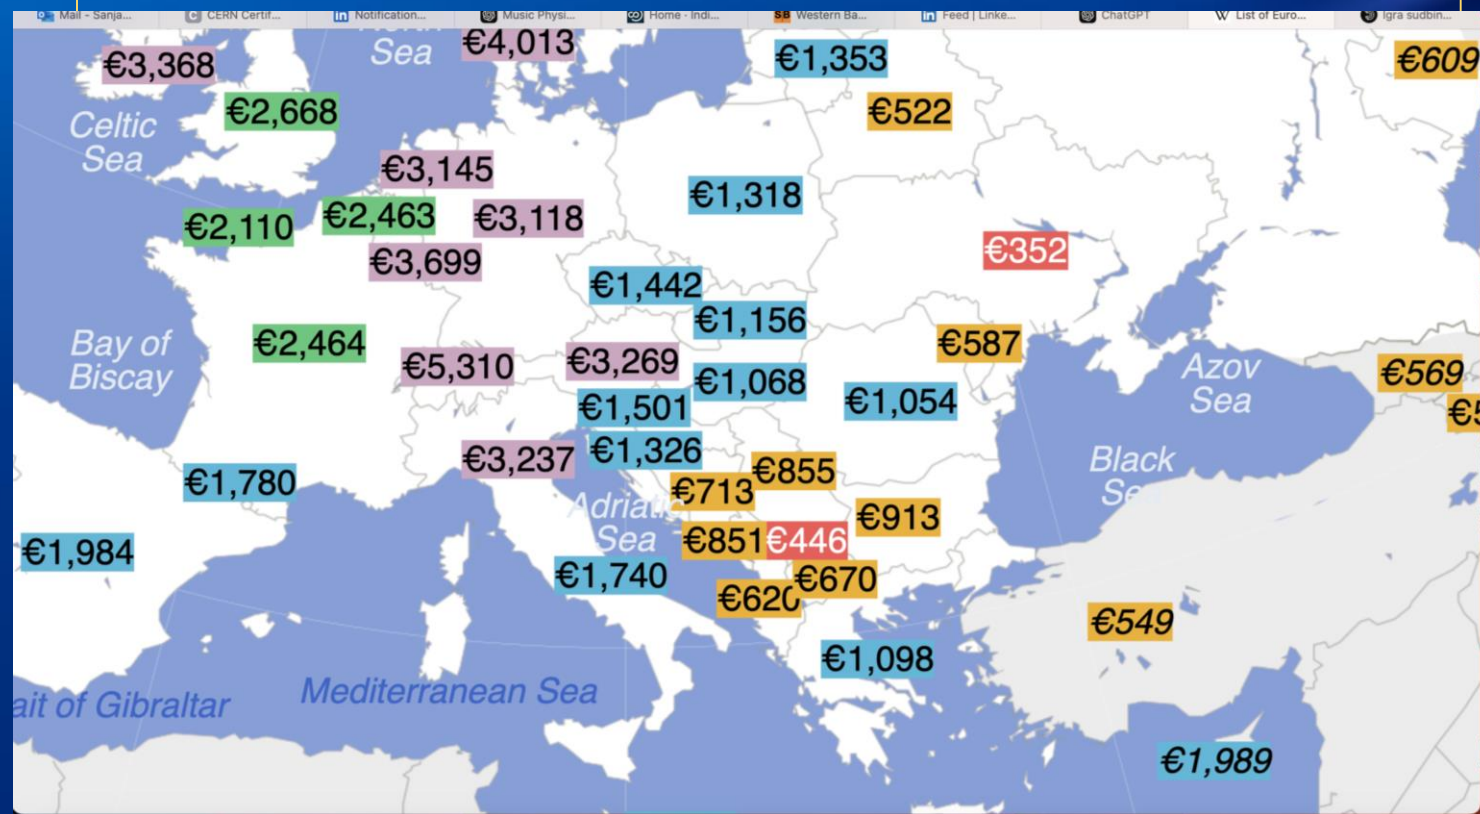 Mail - Sanja...
CERN Certif...
Notification...
Music Physi...
Home - Indi...
SB Western Ba...
Feed | Linke...
ChatGPT
W List of Euro...
Igra sudbin...
€3,368
Sea
€4,013
€1,353
€609
€2,668
€522
Celtic
Sea
€3,145
€1,318
€2,110
€2,463
€3,118
€352
€3,699
€1,442
€1,156
Bay of
Biscay
€2,464
€5,310
€3,269
€587
€1,068
Azov
Sea
€569
€1,501
€1,054
€1,326
€3,237
€855
Black
Sea
€1,780
€713
Adriatic
Sea
€913
€851
€446
€1,984
€1,740
€670
€620
€549
€1,098
ait of Gibraltar
Mediterranean Sea
€1,989